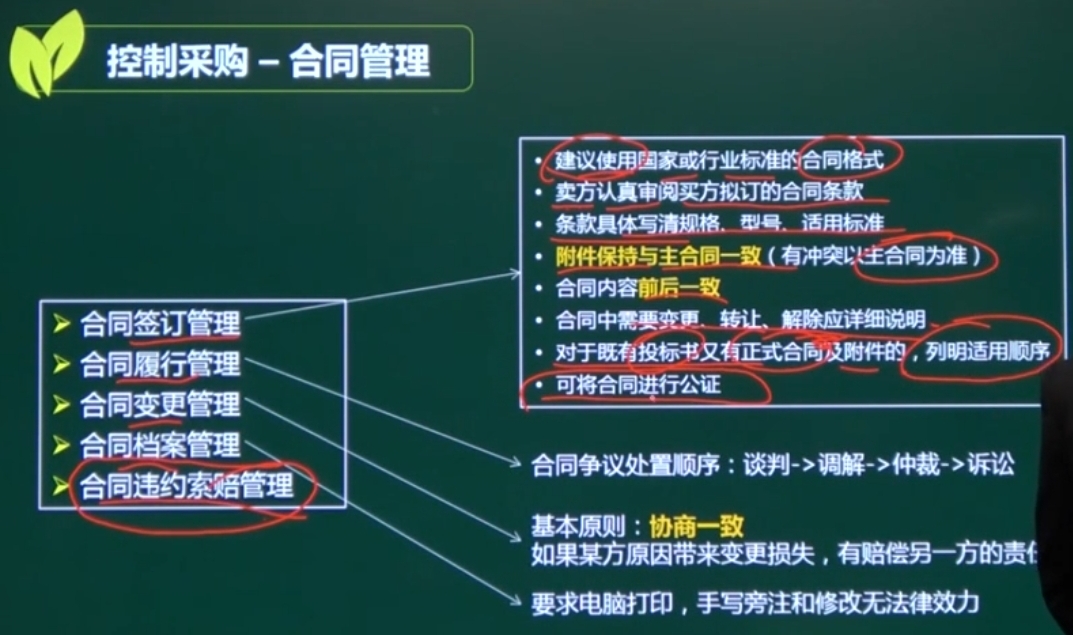 控制采购 – 合同管理
➢ 合同签订管理
➢ 合同履行管理
➢ 合同变更管理
➢ 合同档案管理
➢ 合同违约索赔管理
• 建议使用国家或行业标准的合同格式
• 卖方认真审阅买方拟订的合同条款
• 条款具体写清规格、型号、适用标准
• 附件保持与主合同一致（有冲突以主合同为准）
• 合同内容前后一致
• 合同中需要变更、转让、解除应详细说明
• 对于既有投标书又有正式合同及附件的，列明适用顺序
• 可将合同进行公证
合同争议处置顺序：谈判->调解->仲裁->诉讼
基本原则：协商一致
如果某方原因带来变更损失，有赔偿另一方的责
要求电脑打印，手写旁注和修改无法律效力